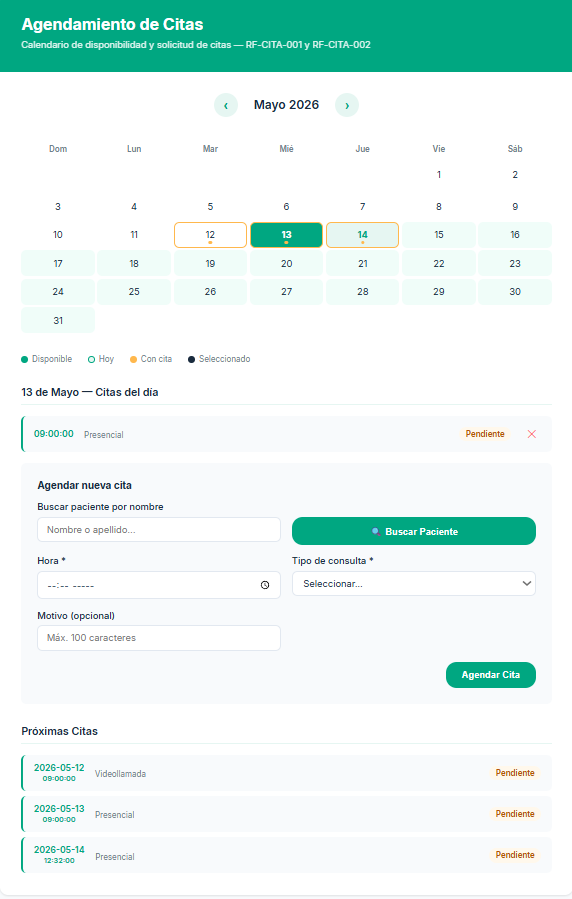 Agendamiento de Citas
Calendario de disponibilidad y solicitud de citas — RF-CITA-001 y RF-CITA-002
‹ Mayo 2026 ›
Dom Lun Mar Mié Jue Vie Sáb
1 2
3 4 5 6 7 8 9
10 11 12 13 14 15 16
17 18 19 20 21 22 23
24 25 26 27 28 29 30
31
Disponible Hoy Con cita Seleccionado
13 de Mayo — Citas del día
09:00:00 Presencial Pendiente
Agendar nueva cita
Buscar paciente por nombre
Nombre o apellido... Buscar Paciente
Hora * Tipo de consulta *
--:-- ----- Seleccionar...
Motivo (opcional)
Máx. 100 caracteres
Agendar Cita
Próximas Citas
2026-05-12
09:00:00 Videollamada Pendiente
2026-05-13
09:00:00 Presencial Pendiente
2026-05-14
12:32:00 Presencial Pendiente